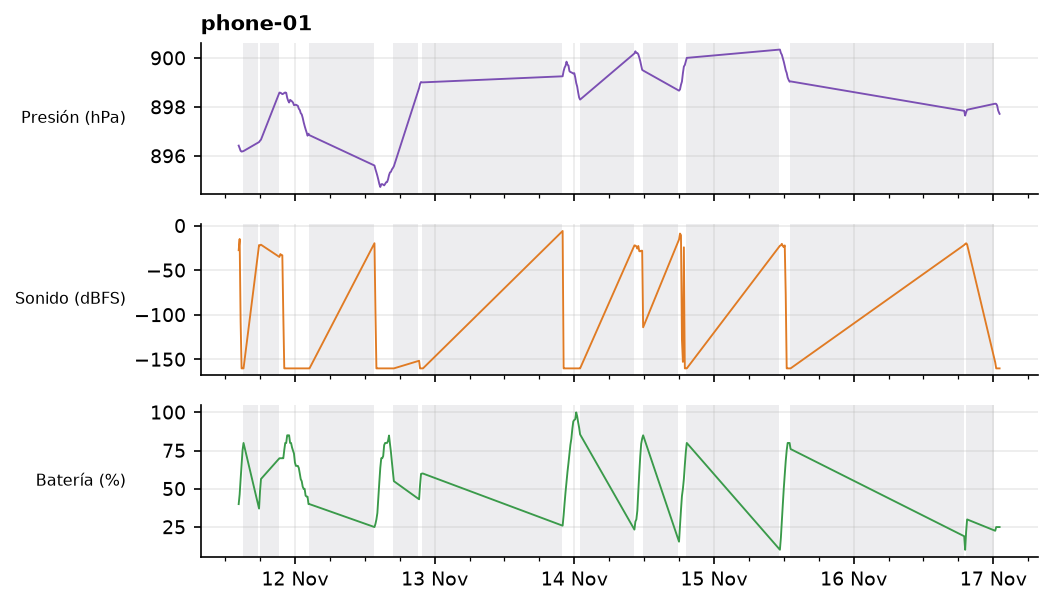 phone-01
Presión (hPa)
900
898
896
Sonido (dBFS)
0
−50
−100
−150
Batería (%)
100
75
50
25
12 Nov 13 Nov 14 Nov 15 Nov 16 Nov 17 Nov